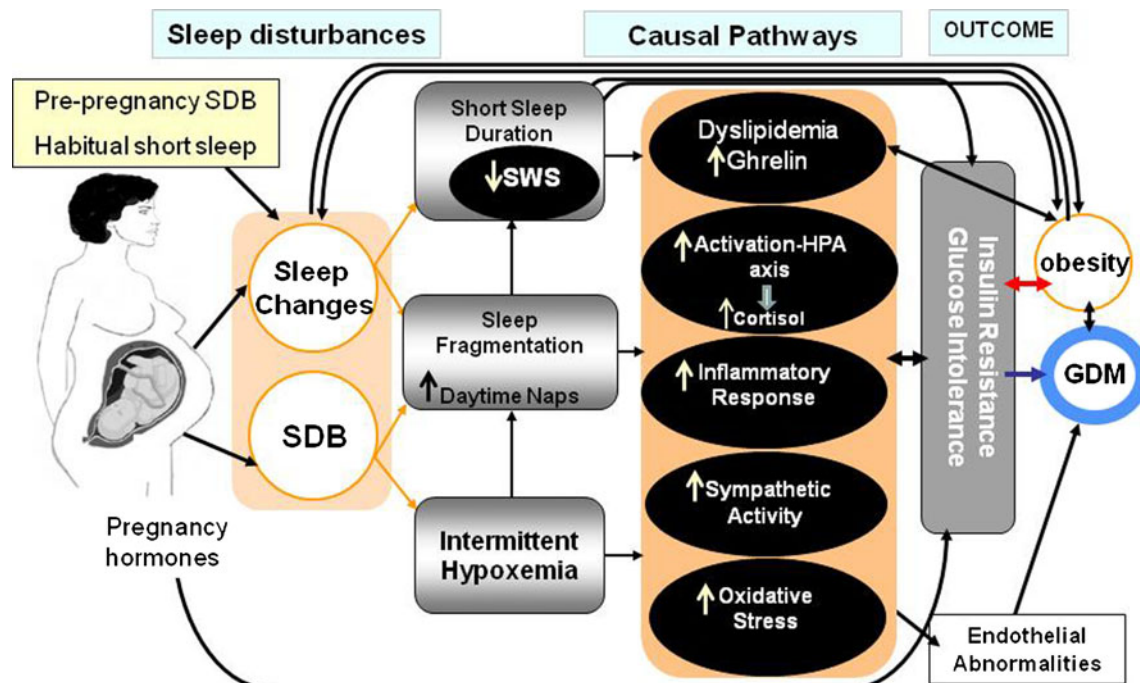 Sleep disturbances
Causal Pathways
OUTCOME
Pre-pregnancy SDB
Habitual short sleep
Sleep
Changes
SDB
Pregnancy
hormones
Short Sleep
Duration
↓SWS
Sleep
Fragmentation
↑Daytime Naps
Intermittent
Hypoxemia
Dyslipidemia
↑Ghrelin
↑Activation-HPA
axis
↑Cortisol
↑Inflammatory
Response
↑Sympathetic
Activity
↑Oxidative
Stress
Insulin Resistance
Glucose Intolerance
obesity
GDM
Endothelial
Abnormalities